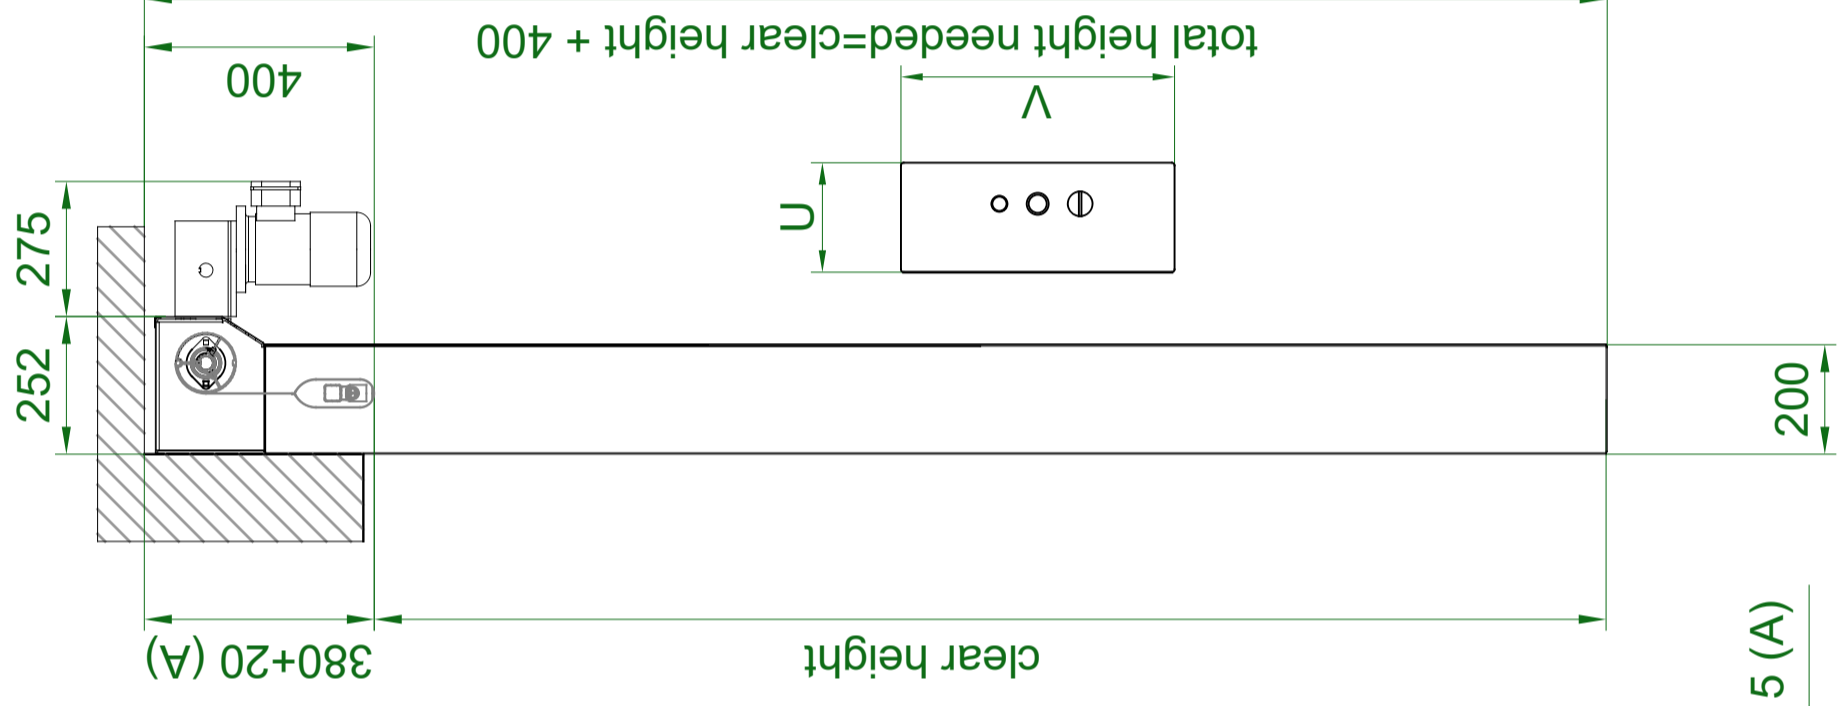 total height needed=clear height + 400
400
V
U
275
252
200
380+20 (A)
clear height
5 (A)